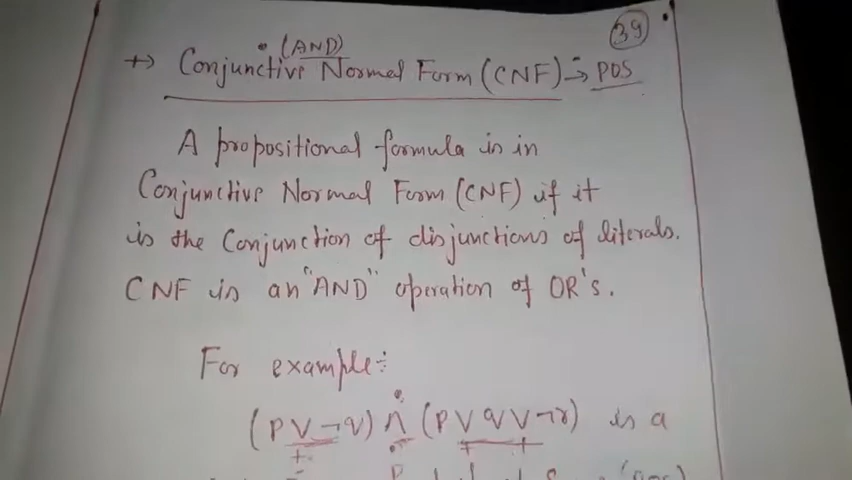 39
(AND)
+> Conjunctive Normal Form (CNF) → POS
A propositional formula is in
Conjunctive Normal Form (CNF) if it
is the Conjunction of disjunctions of literals.
CNF is an "AND" operation of OR's.
For example:
(P V ¬q) ∧ (P V q V ¬r) is a
+ + +